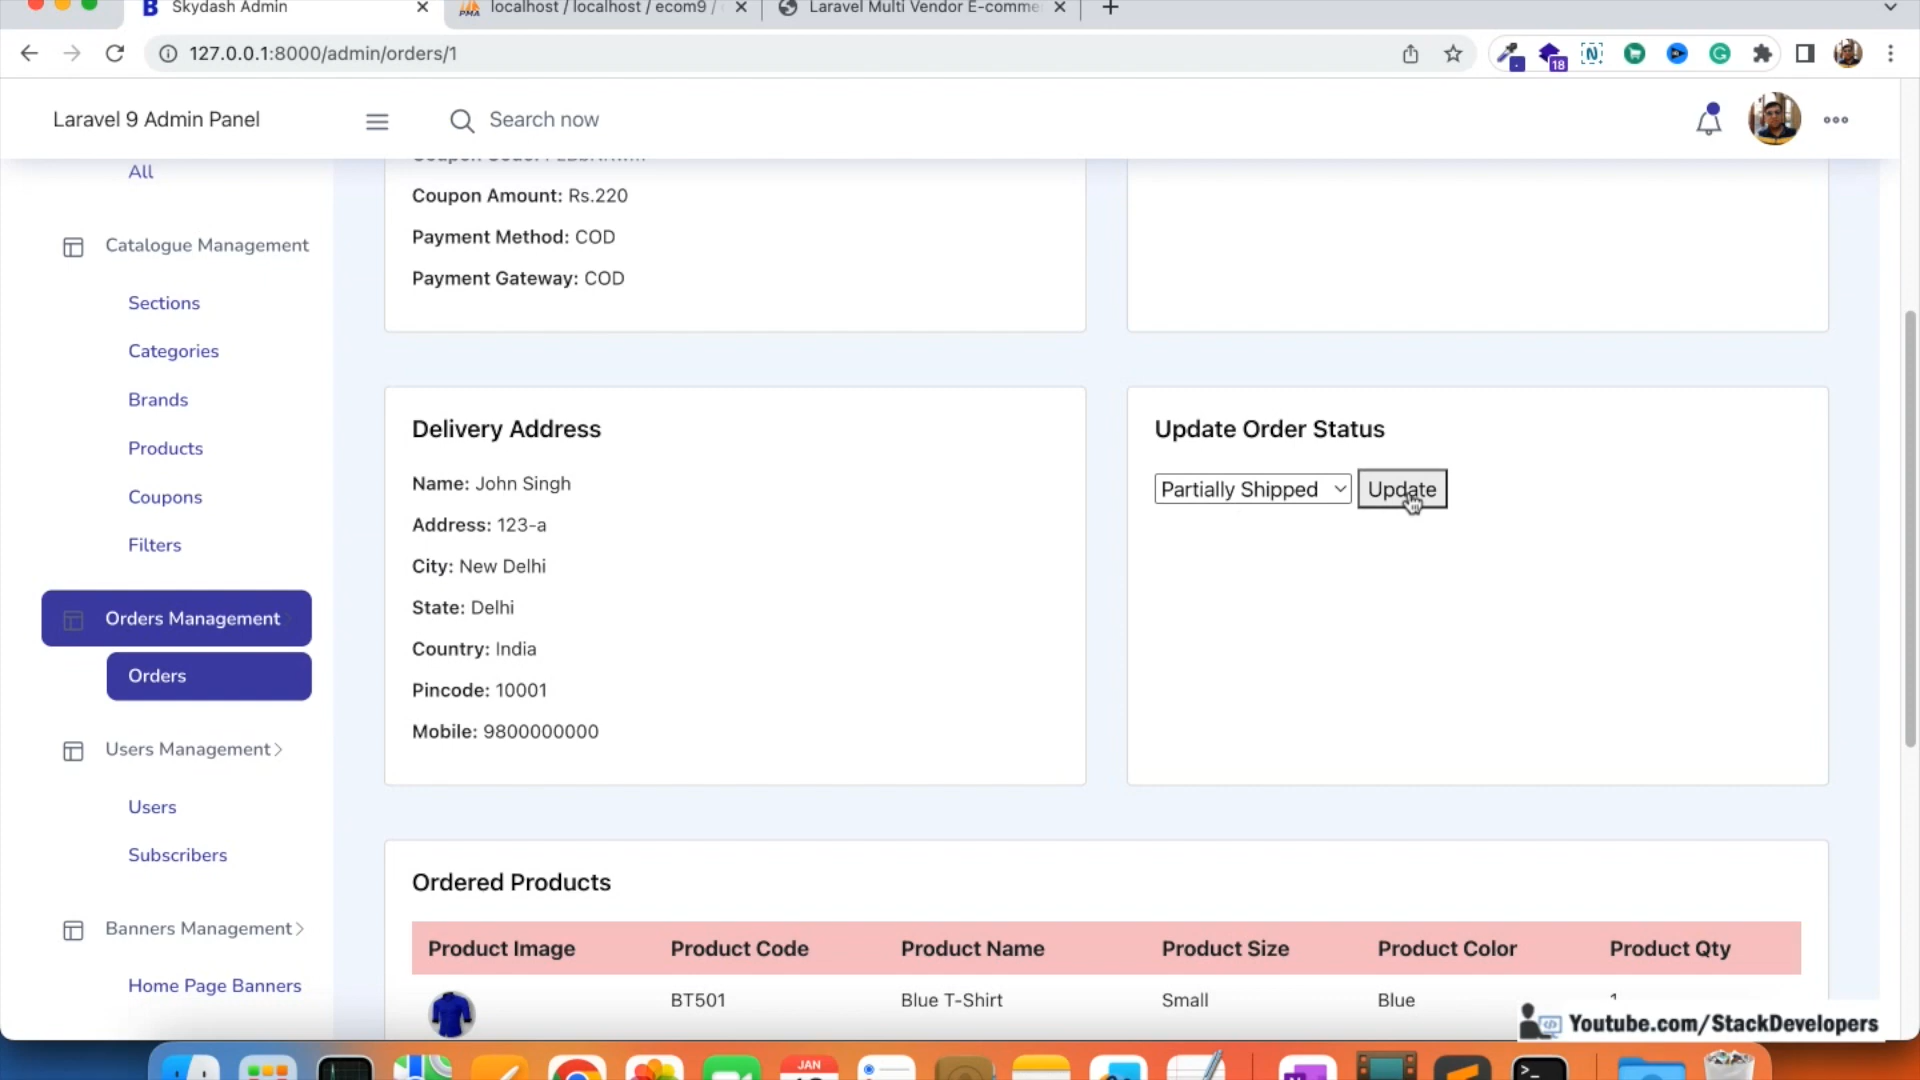 Skydash Admin
localhost / localhost / ecom9 /
Laravel Multi Vendor E-comme
127.0.0.1:8000/admin/orders/1
18
Laravel 9 Admin Panel
Search now
All
Catalogue Management
Sections
Categories
Brands
Products
Coupons
Filters
Orders Management
Orders
Users Management
Users
Subscribers
Banners Management
Home Page Banners
Coupon Amount: Rs.220
Payment Method: COD
Payment Gateway: COD
Delivery Address
Name: John Singh
Address: 123-a
City: New Delhi
State: Delhi
Country: India
Pincode: 10001
Mobile: 9800000000
Update Order Status
Partially Shipped
Update
Ordered Products
Product Image Product Code Product Name Product Size Product Color Product Qty
BT501 Blue T-Shirt Small Blue 1
Youtube.com/StackDevelopers
JAN